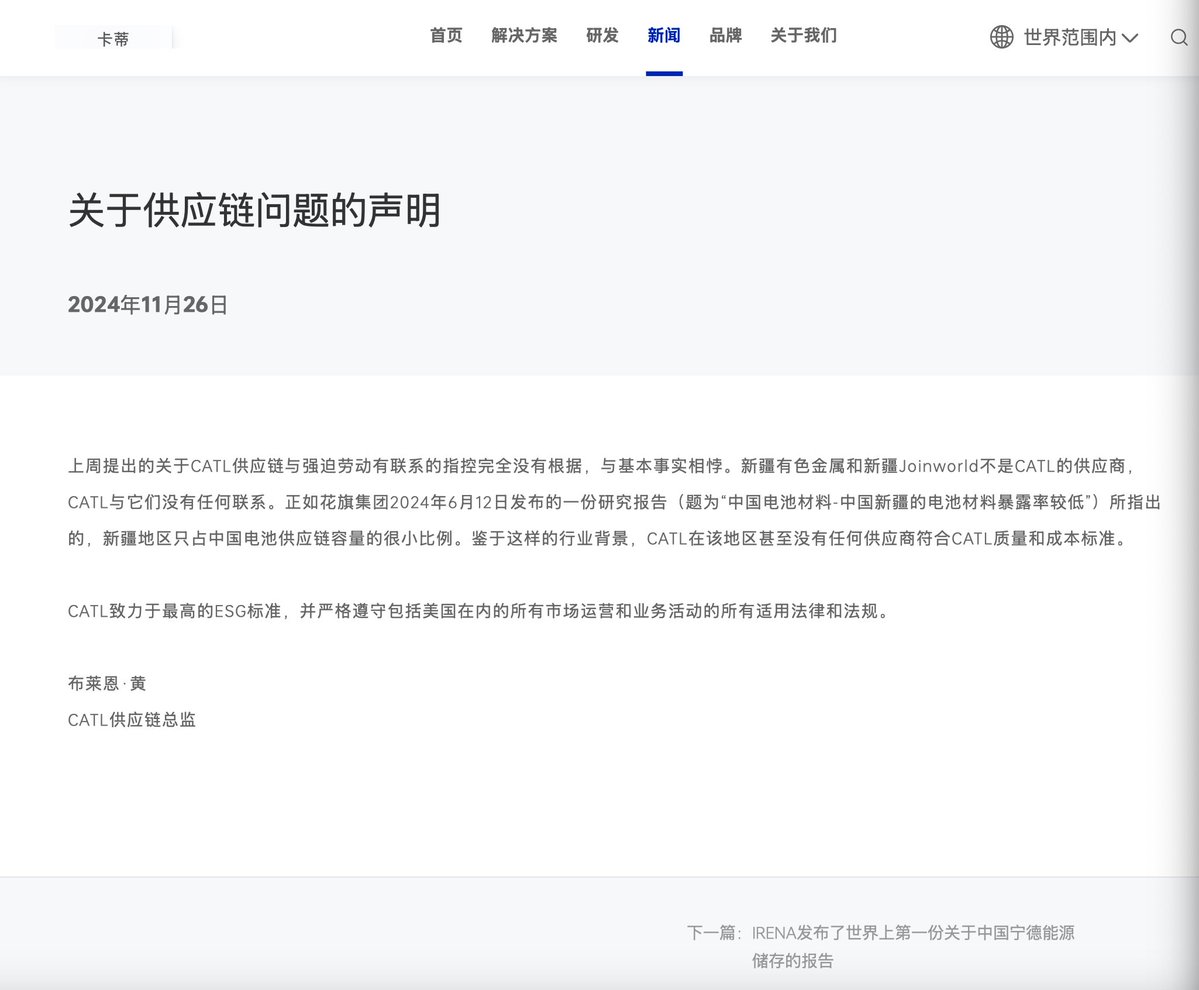 卡蒂
首页 解决方案 研发 新闻 品牌 关于我们
世界范围内
关于供应链问题的声明
2024年11月26日
上周提出的关于CATL供应链与强迫劳动有联系的指控完全没有根据，与基本事实相悖。新疆有色金属和新疆Joinworld不是CATL的供应商，
CATL与它们没有任何联系。正如花旗集团2024年6月12日发布的一份研究报告（题为“中国电池材料-中国新疆的电池材料暴露率较低”）所指出
的，新疆地区只占中国电池供应链容量的很小比例。鉴于这样的行业背景，CATL在该地区甚至没有任何供应商符合CATL质量和成本标准。
CATL致力于最高的ESG标准，并严格遵守包括美国在内的所有市场运营和业务活动的所有适用法律和法规。
布莱恩·黄
CATL供应链总监
下一篇：IRENA发布了世界上第一份关于中国宁德能源
储存的报告